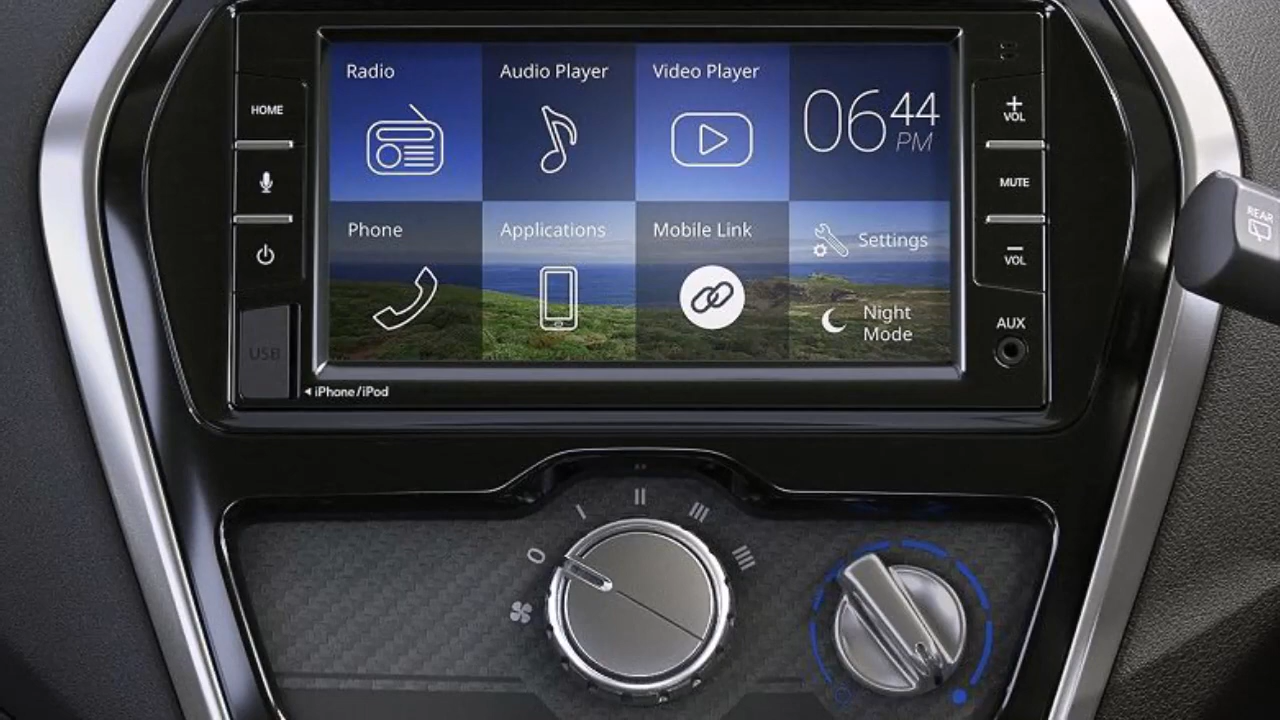 HOME
Radio
Audio Player
Video Player
06 44
PM
+
VOL
MUTE
Phone
Applications
Mobile Link
Settings
Night
Mode
−
VOL
REAR
USB
AUX
iPhone/iPod
0
I
II
III
IIII